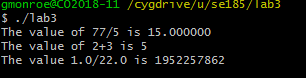 gmonroe@CO2018-11 /cygdrive/u/se185/lab3
$ ./lab3
The value of 77/5 is 15.000000
The value of 2+3 is 5
The value 1.0/22.0 is 1952257862